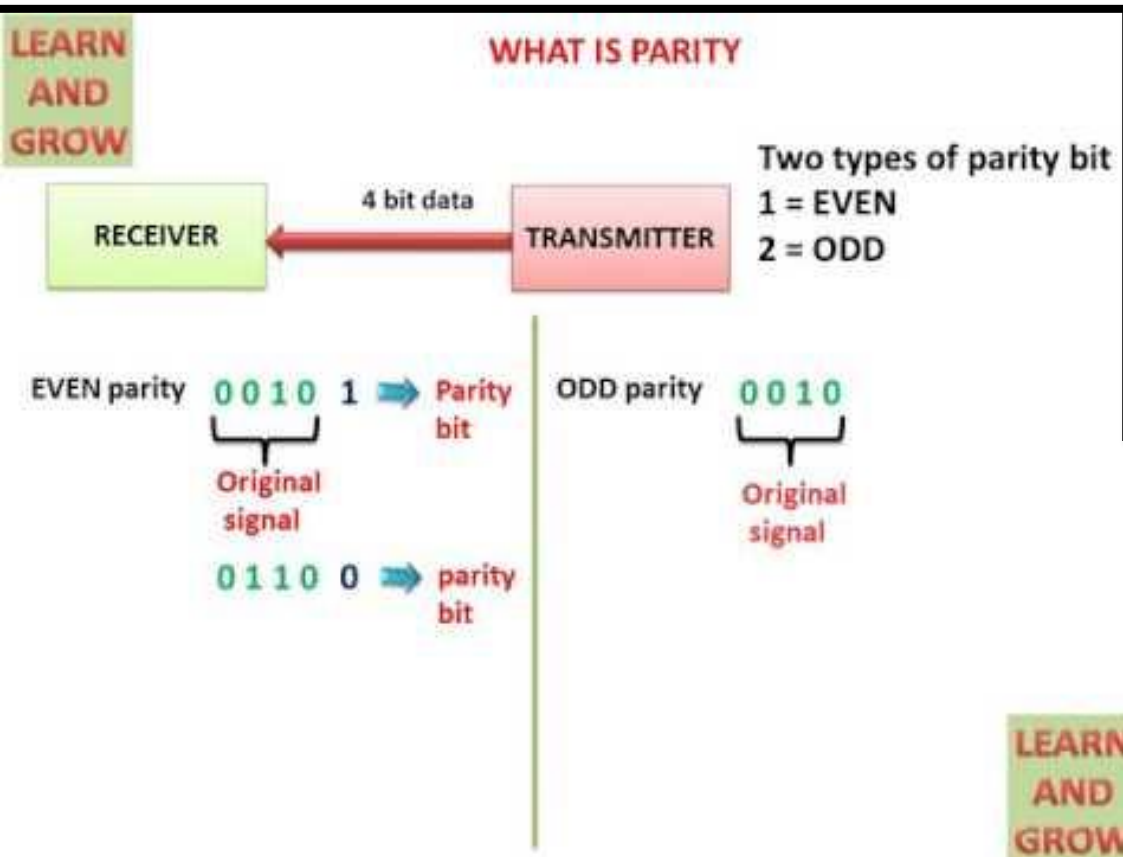 LEARN
AND
GROW
WHAT IS PARITY
Two types of parity bit
1 = EVEN
2 = ODD
RECEIVER
4 bit data
TRANSMITTER
EVEN parity 0 0 1 0 1 Parity
bit
Original
signal
0 1 1 0 0 parity
bit
ODD parity 0 0 1 0
Original
signal
LEARN
AND
GROW